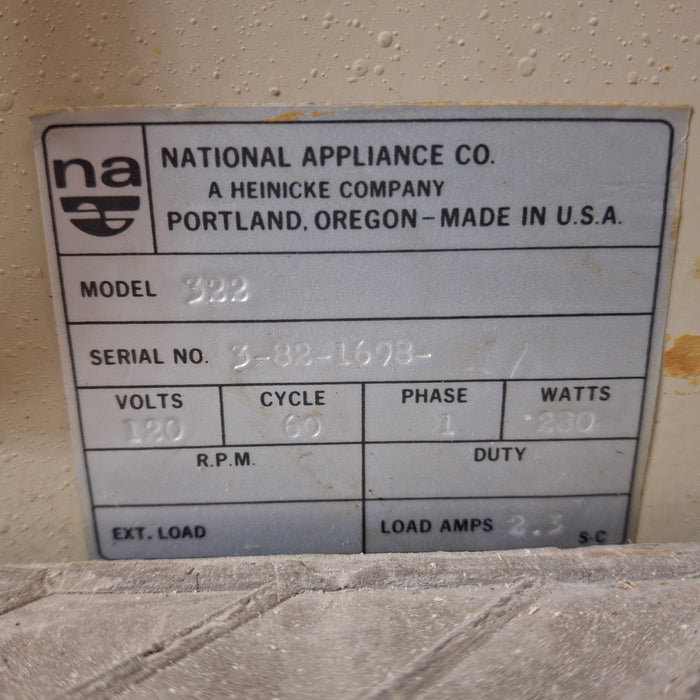 na
NATIONAL APPLIANCE CO.
A HEINICKE COMPANY
PORTLAND, OREGON – MADE IN U.S.A.
MODEL 322
SERIAL NO. 3-82-1698-
VOLTS CYCLE PHASE WATTS
120 60 1 280
R.P.M. DUTY
EXT. LOAD LOAD AMPS 2.3 S-C